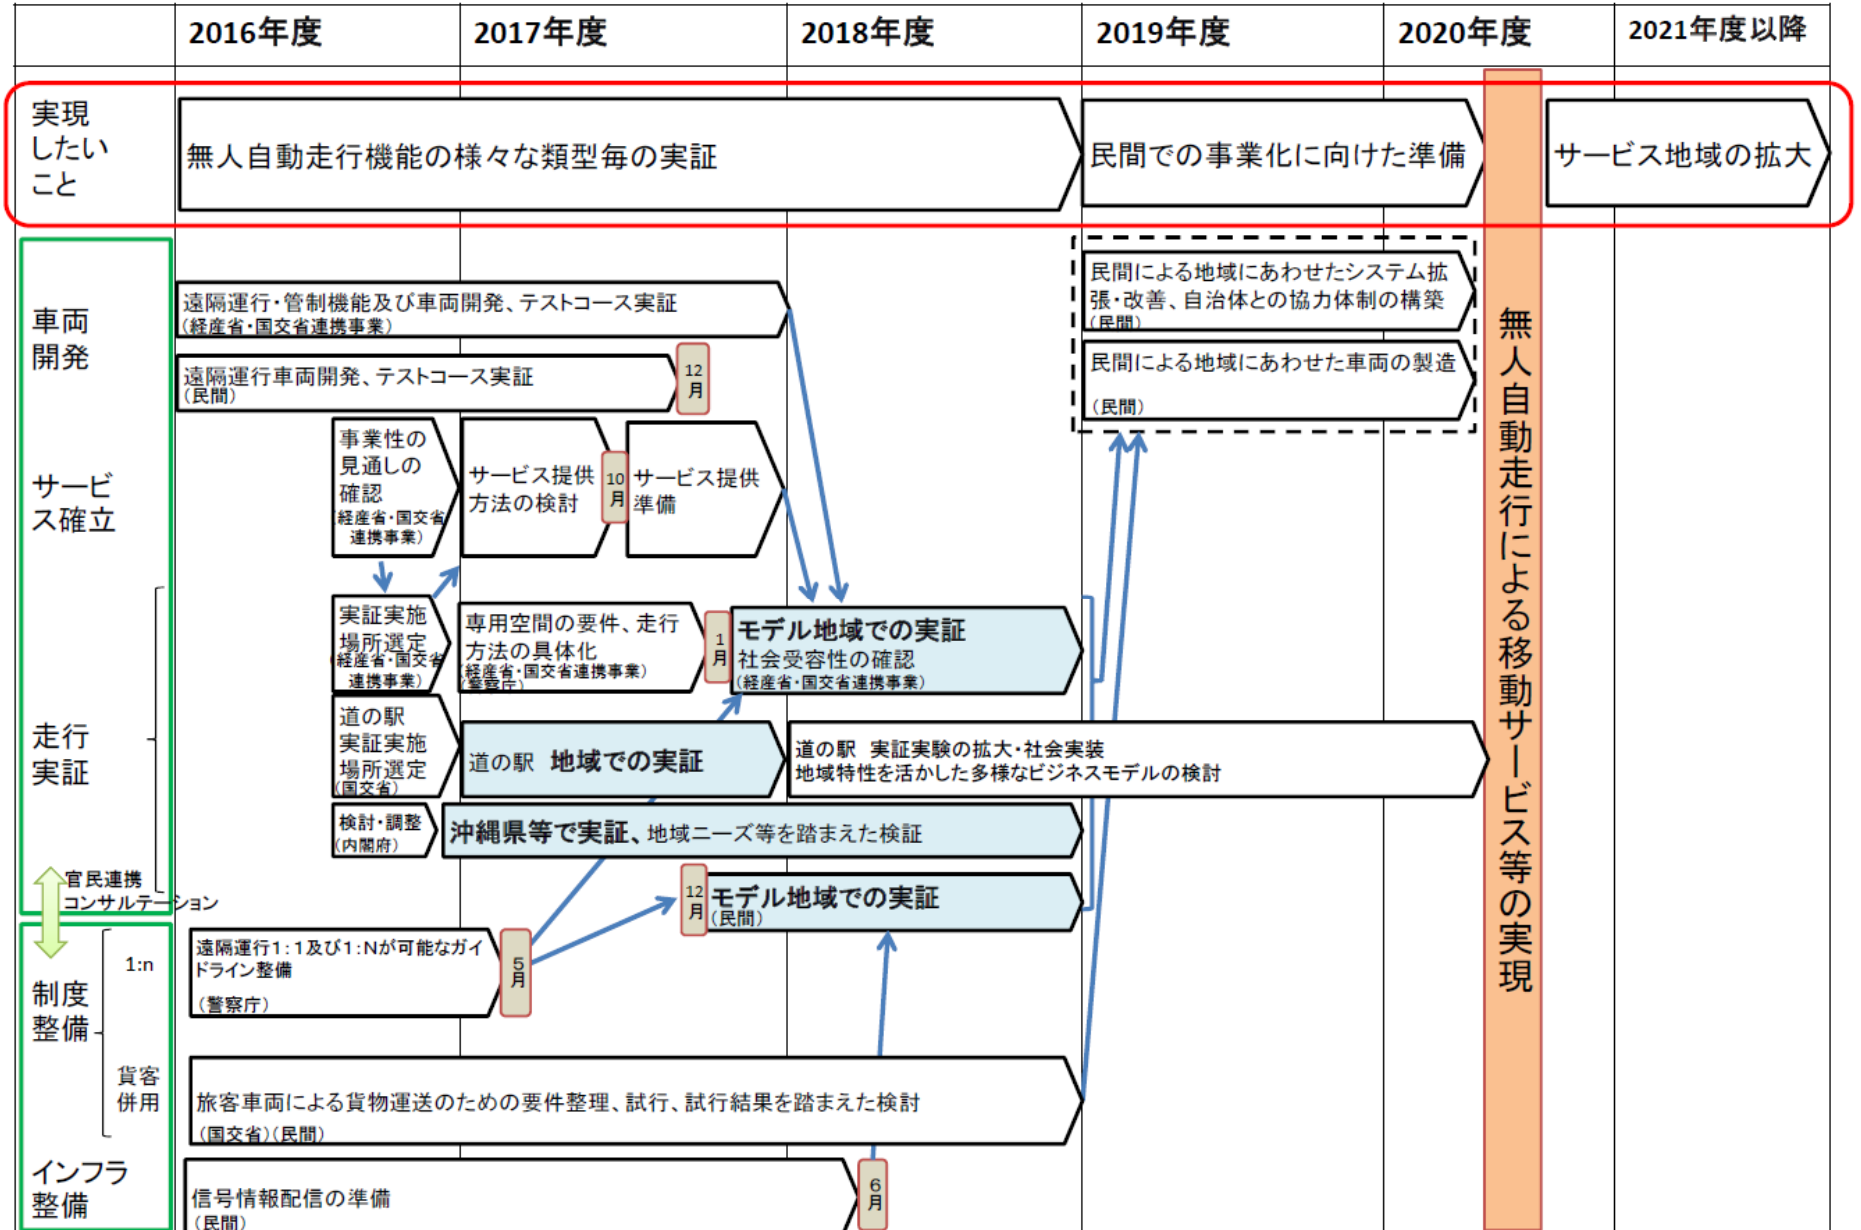 2016年度
2017年度
2018年度
2019年度
2020年度
2021年度以降
実現
したい
こと
無人自動走行機能の様々な類型毎の実証
民間での事業化に向けた準備
サービス地域の拡大
無人自動走行による移動サービス等の実現
車両
開発
遠隔運行・管制機能及び車両開発、テストコース実証
(経産省・国交省連携事業)
遠隔運行車両開発、テストコース実証
(民間)
12
月
民間による地域にあわせたシステム拡
張・改善、自治体との協力体制の構築
(民間)
民間による地域にあわせた車両の製造
(民間)
サービ
ス確立
事業性の
見通しの
確認
(経産省・国交省
連携事業)
サービス提供
方法の検討
10
月
サービス提供
準備
走行
実証
実証実施
場所選定
(経産省・国交省
連携事業)
専用空間の要件、走行
方法の具体化
(経産省・国交省連携事業)
(警察庁)
1
月
モデル地域での実証
社会受容性の確認
(経産省・国交省連携事業)
道の駅
実証実施
場所選定
(国交省)
道の駅 地域での実証
道の駅 実証実験の拡大・社会実装
地域特性を活かした多様なビジネスモデルの検討
検討・調整
(内閣府)
沖縄県等で実証、地域ニーズ等を踏まえた検証
12
月
モデル地域での実証
(民間)
官民連携
コンサルテーション
制度
整備
1:n
遠隔運行1:1及び1:Nが可能なガイ
ドライン整備
(警察庁)
5
月
貨客
併用
旅客車両による貨物運送のための要件整理、試行、試行結果を踏まえた検討
(国交省)(民間)
インフラ
整備
信号情報配信の準備
(民間)
6
月